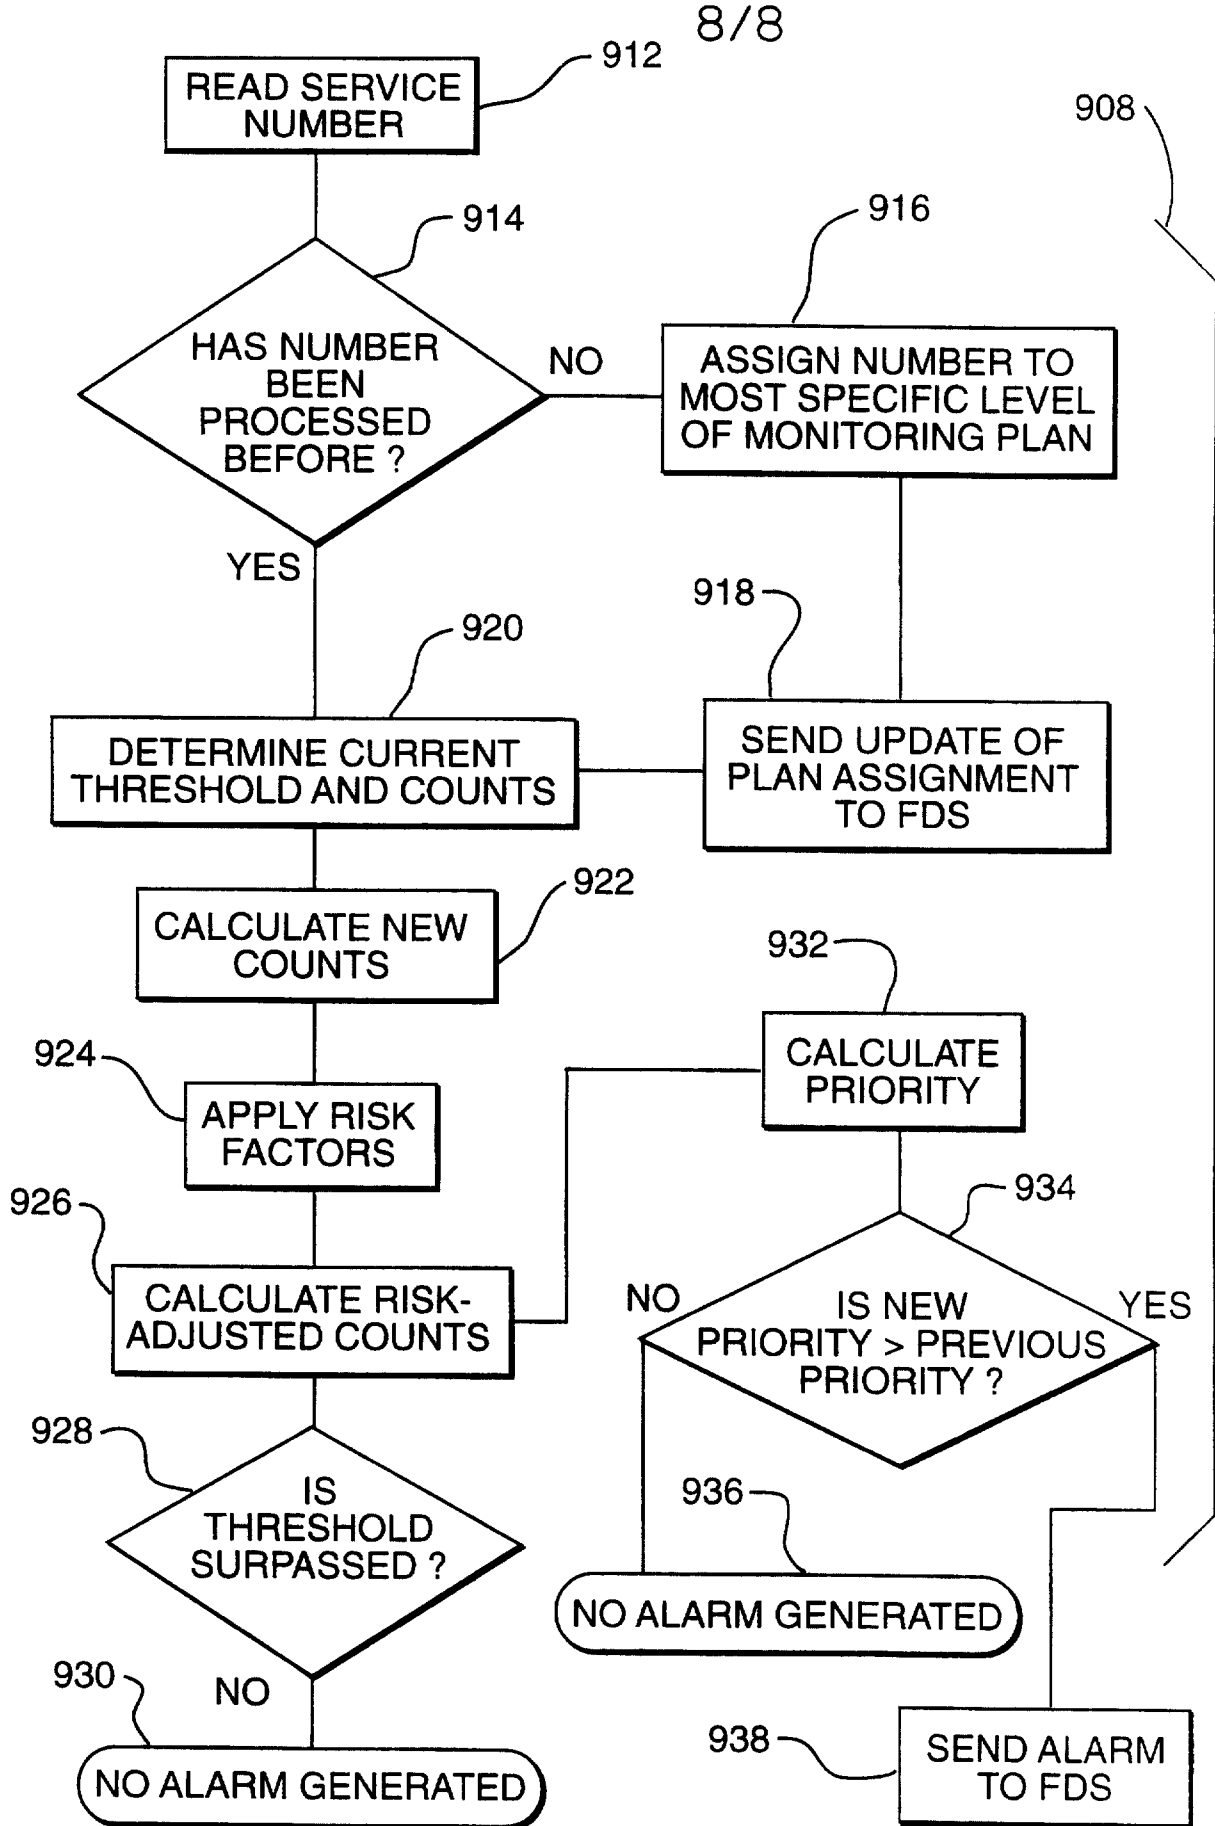 8/8
912
READ SERVICE
NUMBER
908
914
916
HAS NUMBER
BEEN
PROCESSED
BEFORE ?
NO
ASSIGN NUMBER TO
MOST SPECIFIC LEVEL
OF MONITORING PLAN
YES
918
920
DETERMINE CURRENT
THRESHOLD AND COUNTS
SEND UPDATE OF
PLAN ASSIGNMENT
TO FDS
922
CALCULATE NEW
COUNTS
932
924
CALCULATE
PRIORITY
APPLY RISK
FACTORS
926
934
CALCULATE RISK-
ADJUSTED COUNTS
NO
IS NEW
PRIORITY > PREVIOUS
PRIORITY ?
YES
928
IS
THRESHOLD
SURPASSED ?
936
NO ALARM GENERATED
930
NO
NO ALARM GENERATED
938
SEND ALARM
TO FDS